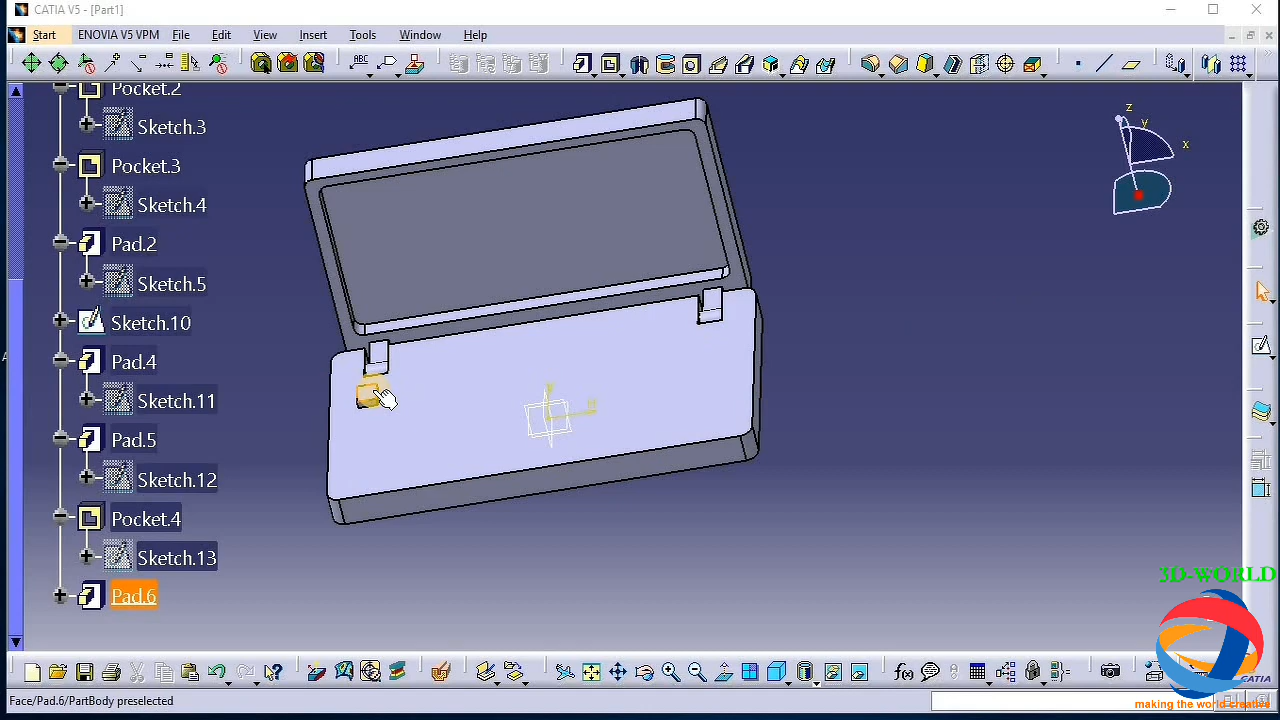 CATIA V5 - [Part1]
Start ENOVIA V5 VPM File Edit View Insert Tools Window Help
ABC
Pocket.2
Sketch.3
Pocket.3
Sketch.4
Pad.2
Sketch.5
Sketch.10
Pad.4
Sketch.11
Pad.5
Sketch.12
Pocket.4
Sketch.13
Pad.6
z
y
x
H
3D-WORLD
CATIA
making the world creative
Face/Pad.6/PartBody preselected